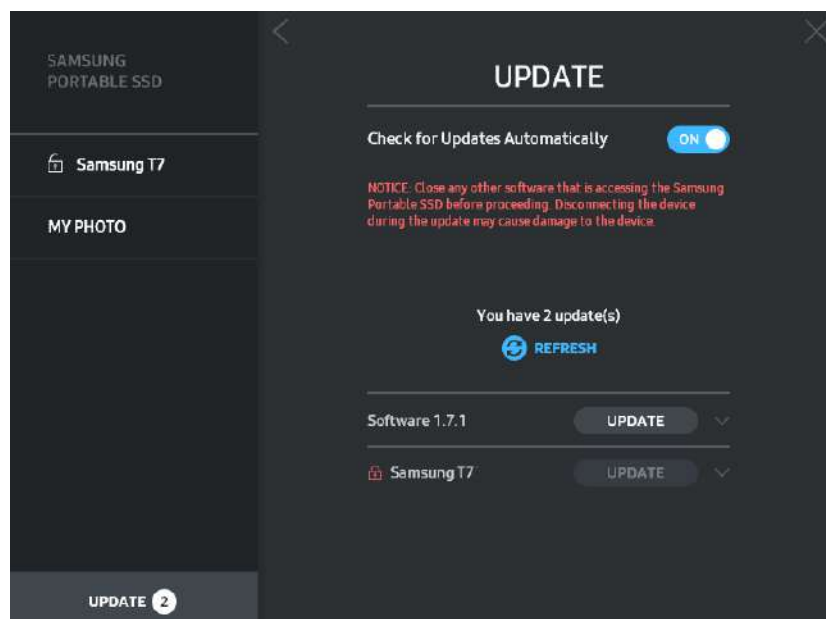 SAMSUNG
PORTABLE SSD
Samsung T7
MY PHOTO
UPDATE 2
UPDATE
Check for Updates Automatically ON
NOTICE: Close any other software that is accessing the Samsung
Portable SSD before proceeding. Disconnecting the device
during the update may cause damage to the device.
You have 2 update(s)
REFRESH
Software 1.7.1 UPDATE
Samsung T7 UPDATE